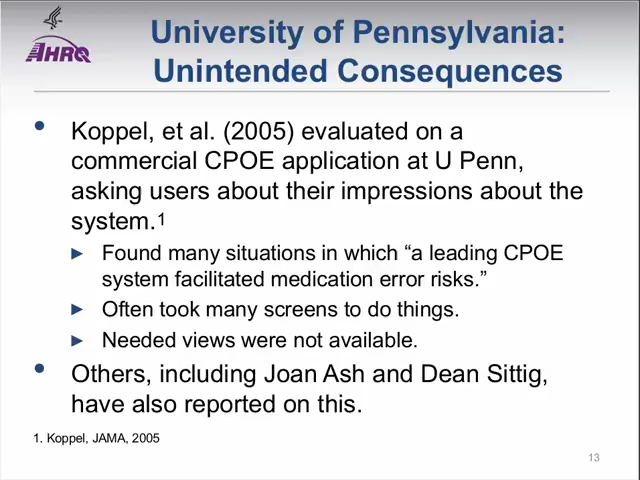 AHRQ
University of Pennsylvania:
Unintended Consequences
• Koppel, et al. (2005) evaluated on a
commercial CPOE application at U Penn,
asking users about their impressions about the
system.1
► Found many situations in which “a leading CPOE
system facilitated medication error risks.”
► Often took many screens to do things.
► Needed views were not available.
• Others, including Joan Ash and Dean Sittig,
have also reported on this.
1. Koppel, JAMA, 2005
13